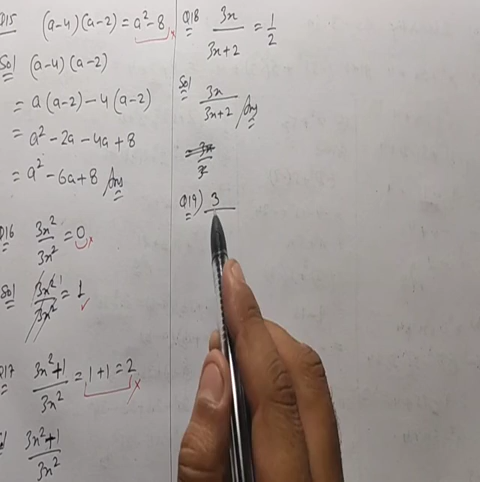 Q15 (a-4)(a-2) = a²-8 ×
Sol (a-4)(a-2)
= a(a-2)-4(a-2)
= a²-2a-4a+8
= a²-6a+8 Ans
Q16 3x²/3x² = 0 ×
Sol 3x²/3x² = 1 ✓
Q17 3x²+1/3x² = 1+1=2 ×
3x²+1/3x²
Q18 3x/3x+2 = 1/2
Sol 3x/3x+2 Ans
Q19) 3